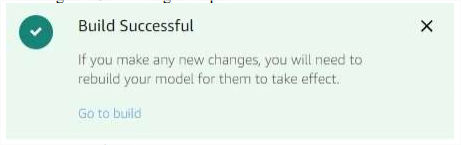 Build Successful
If you make any new changes, you will need to
rebuild your model for them to take effect.
Go to build